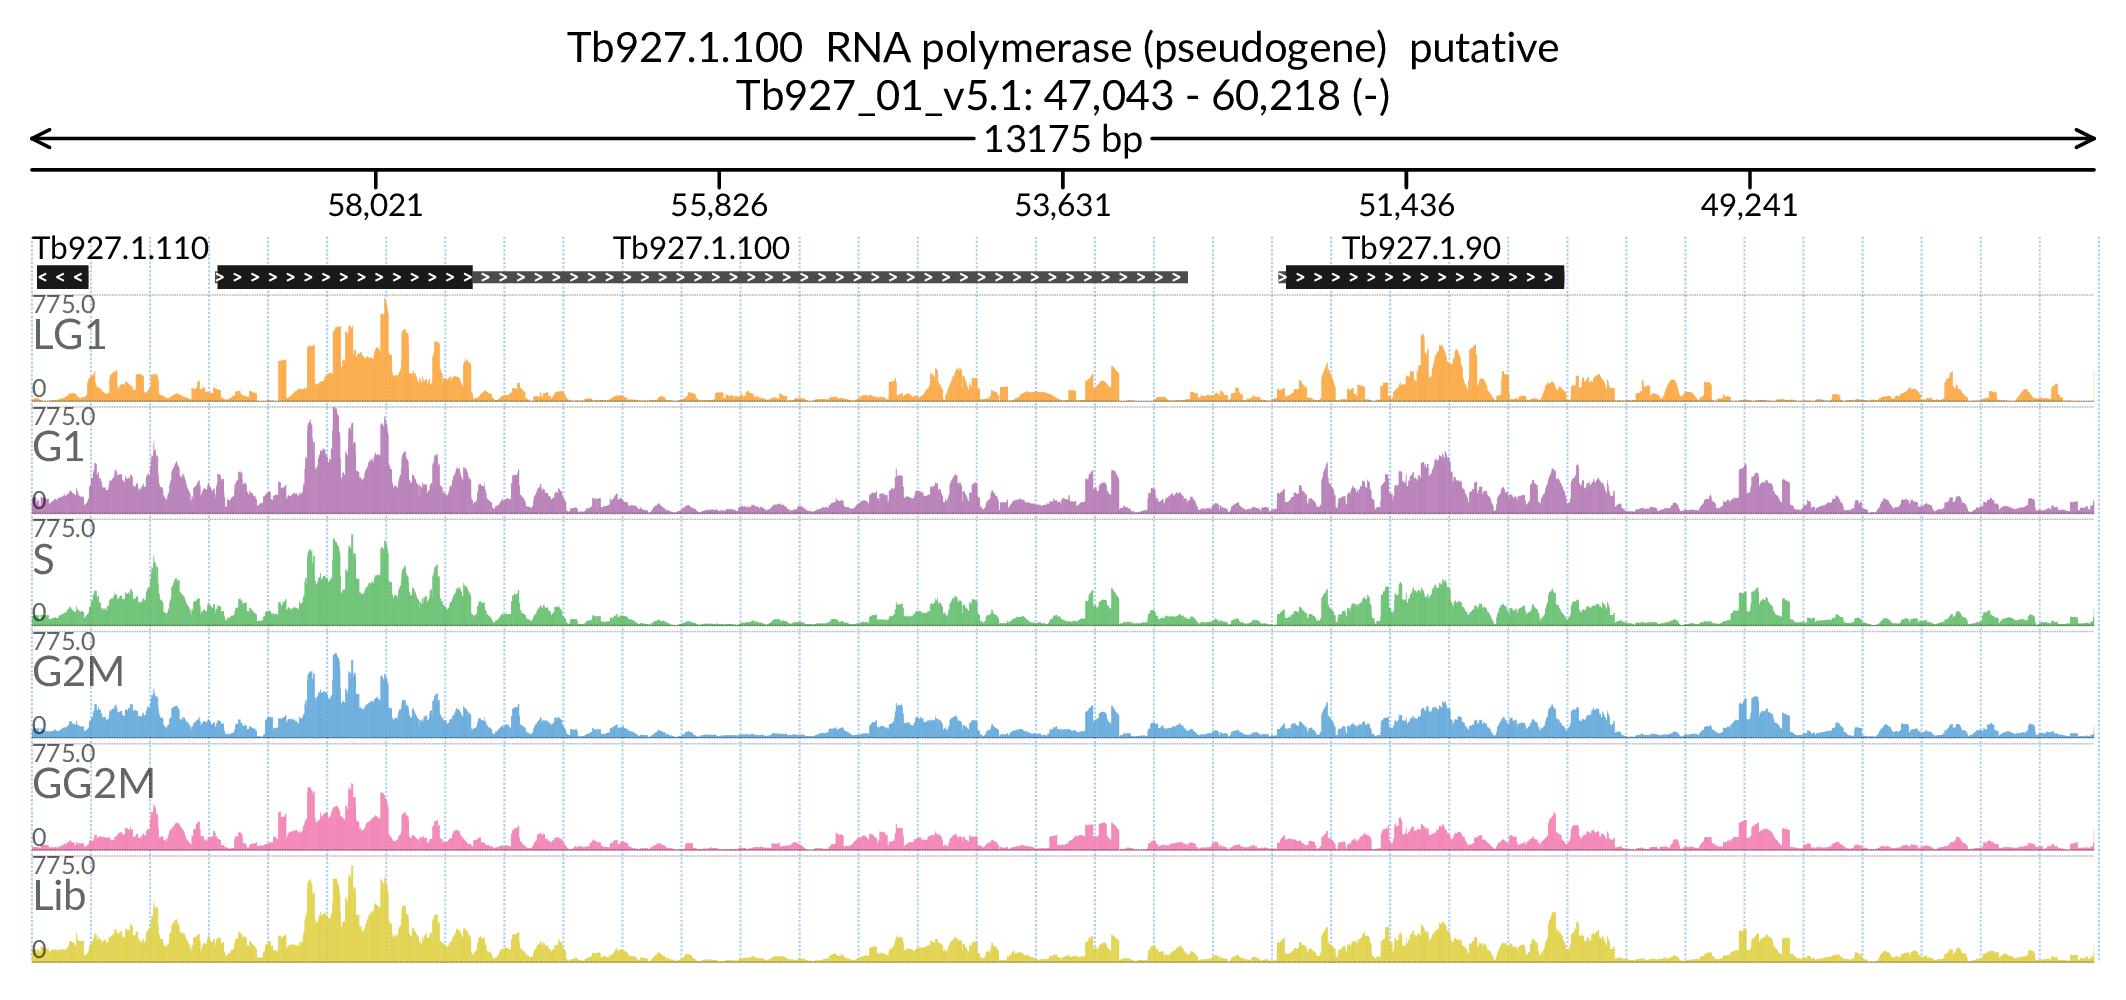 Tb927.1.100 RNA polymerase (pseudogene) putative
Tb927_01_v5.1: 47,043 - 60,218 (-)
13175 bp
58,021 55,826 53,631 51,436 49,241
Tb927.1.110 Tb927.1.100 Tb927.1.90
775.0
LG1
0
775.0
G1
0
775.0
S
0
775.0
G2M
0
775.0
GG2M
0
775.0
Lib
0